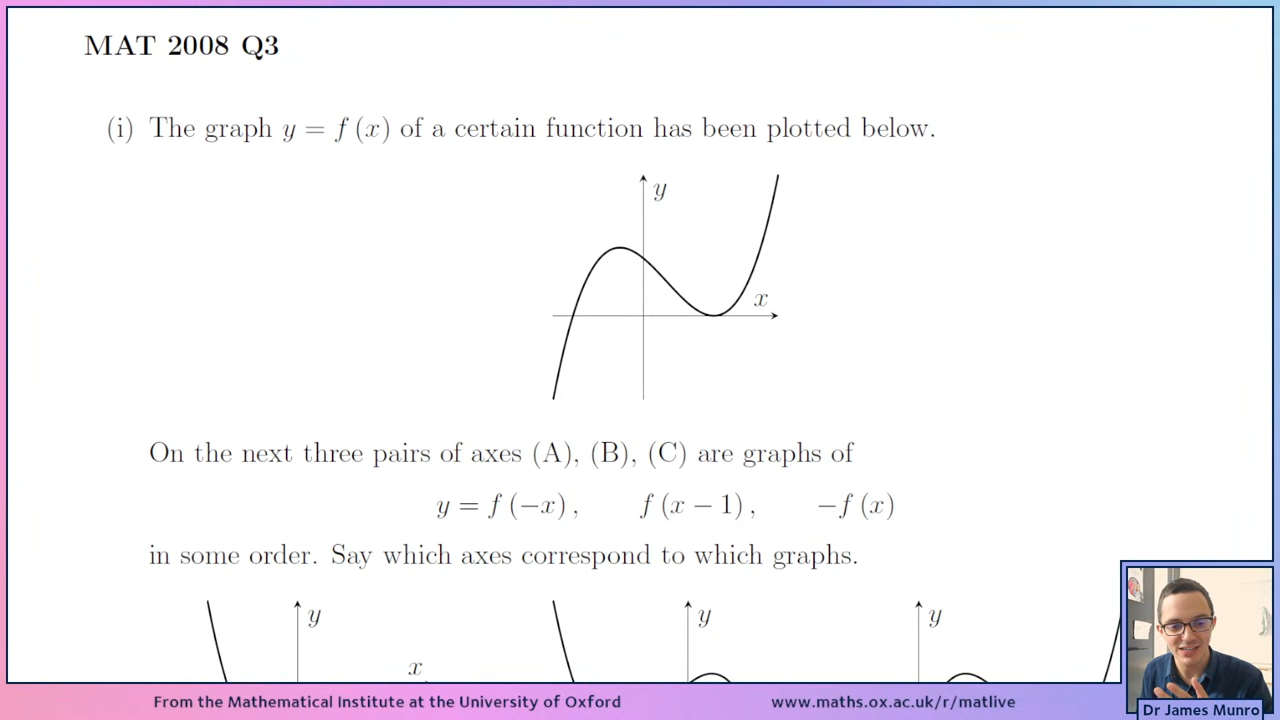 MAT 2008 Q3
(i) The graph y = f (x) of a certain function has been plotted below.
y
x
On the next three pairs of axes (A), (B), (C) are graphs of
y = f (−x) , f (x − 1) , −f (x)
in some order. Say which axes correspond to which graphs.
y y y
x
From the Mathematical Institute at the University of Oxford www.maths.ox.ac.uk/r/matlive
Dr James Munro